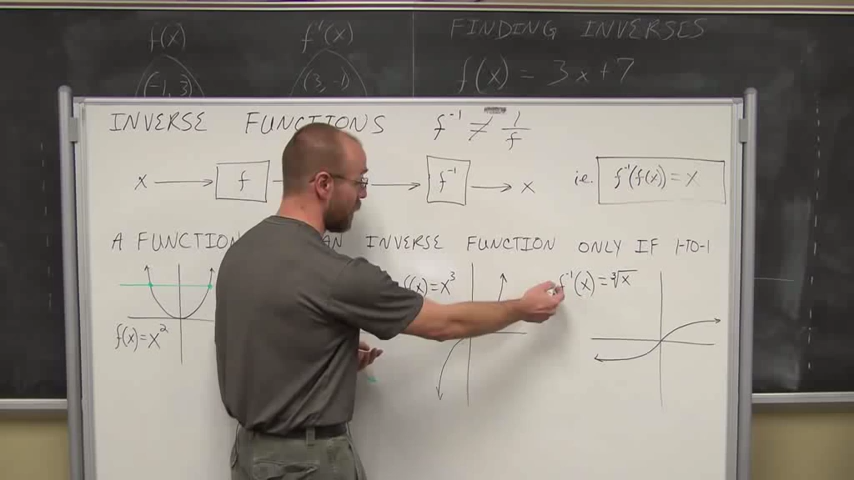 f(x) f⁻¹(x) FINDING INVERSES
(-1, 3) (3, -1) f(x) = 3x+7
INVERSE FUNCTIONS f⁻¹ ≠ 1/f
x f f⁻¹ x i.e. f⁻¹(f(x)) = x
A FUNCTION AN INVERSE FUNCTION ONLY IF 1-TO-1
f(x)=x³ f⁻¹(x) = ∛x
f(x)=x²